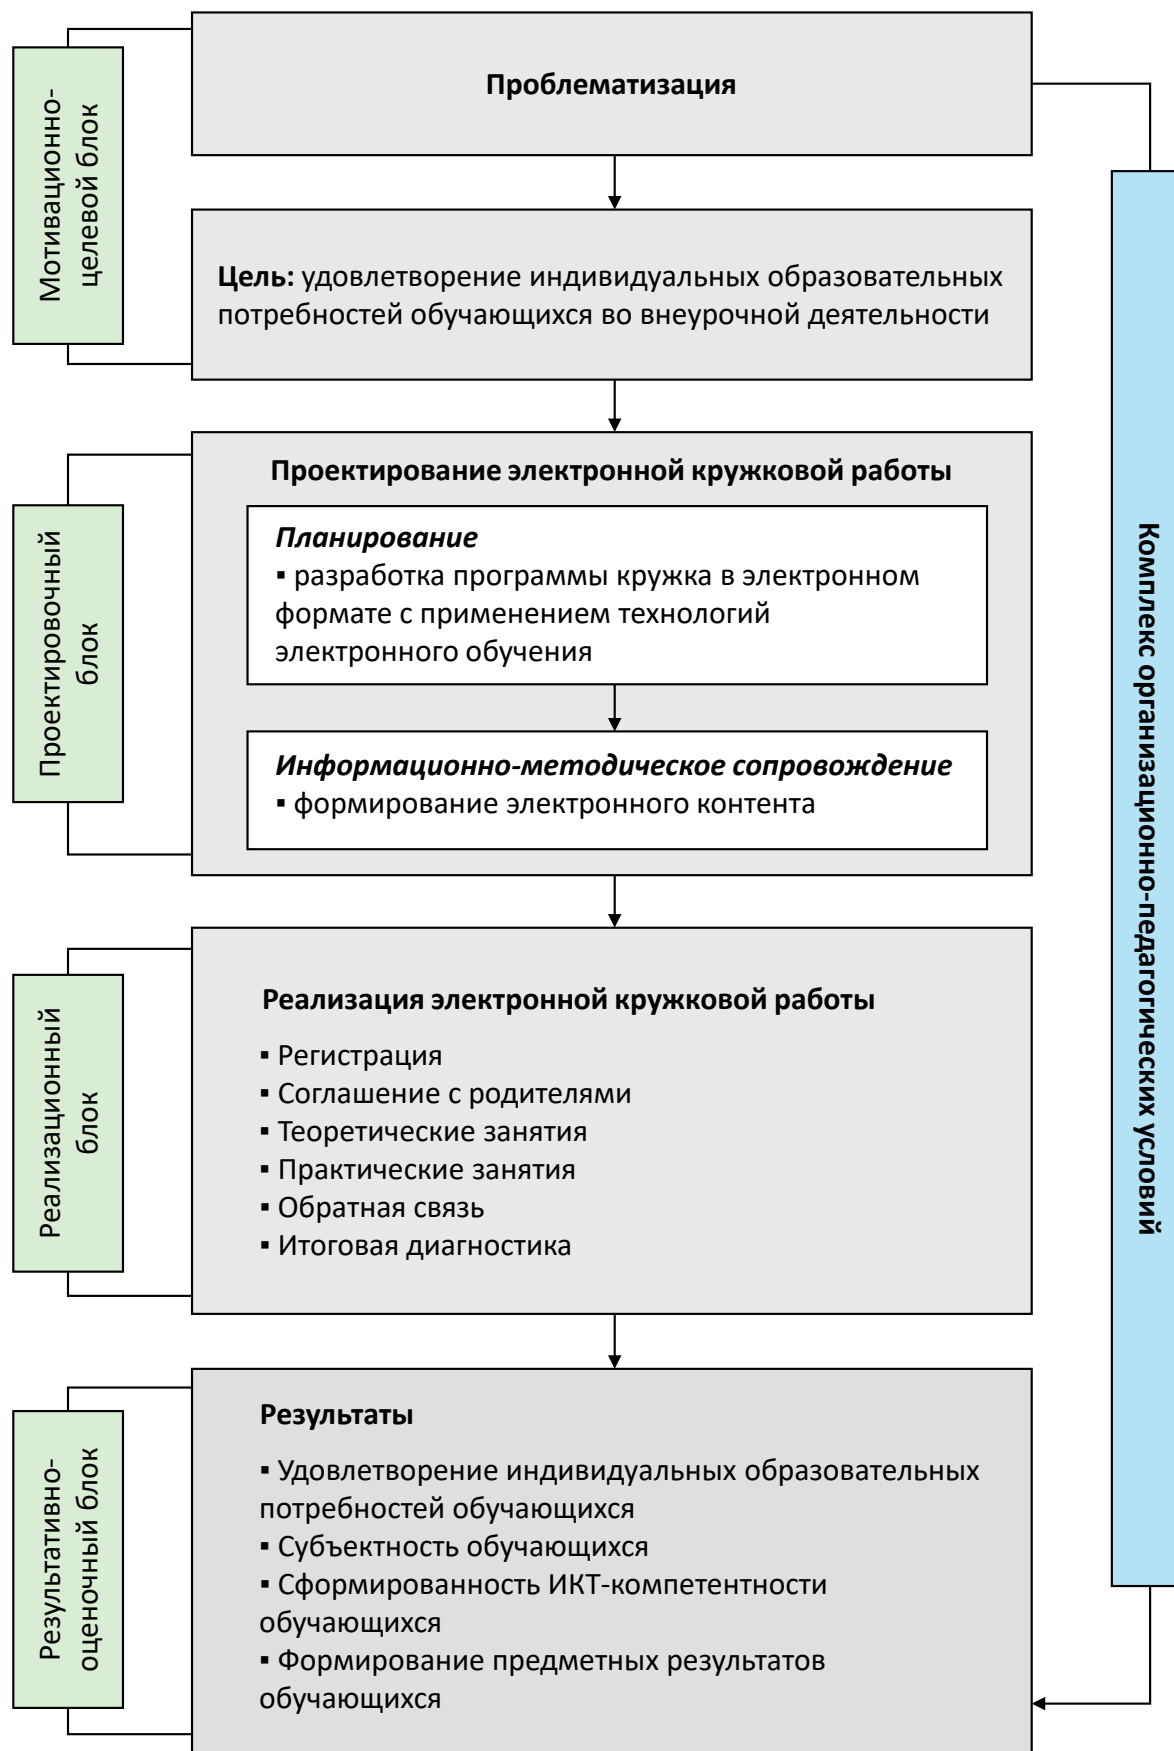 Мотивационно-
целевой блок
Проблематизация
Цель: удовлетворение индивидуальных образовательных
потребностей обучающихся во внеурочной деятельности
Проектировочный
блок
Проектирование электронной кружковой работы
Планирование
▪ разработка программы кружка в электронном
формате с применением технологий
электронного обучения
Информационно-методическое сопровождение
▪ формирование электронного контента
Реализационный
блок
Реализация электронной кружковой работы
▪ Регистрация
▪ Соглашение с родителями
▪ Теоретические занятия
▪ Практические занятия
▪ Обратная связь
▪ Итоговая диагностика
Результативно-
оценочный блок
Результаты
▪ Удовлетворение индивидуальных образовательных
потребностей обучающихся
▪ Субъектность обучающихся
▪ Сформированность ИКТ-компетентности
обучающихся
▪ Формирование предметных результатов
обучающихся
Комплекс организационно-педагогических условий